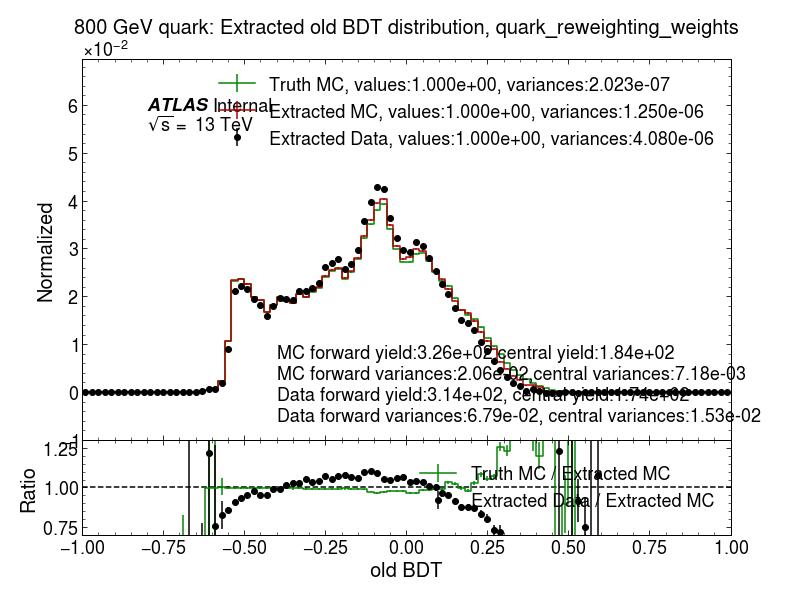 800 GeV quark: Extracted old BDT distribution, quark_reweighting_weights
×10⁻²
Truth MC, values:1.000e+00, variances:2.023e-07
ATLAS Internal
Extracted MC, values:1.000e+00, variances:1.250e-06
√s = 13 TeV
Extracted Data, values:1.000e+00, variances:4.080e-06
6
5
4
3
2
1
0
Normalized
MC forward yield:3.26e+02, central yield:1.84e+02
MC forward variances:2.06e-02, central variances:7.18e-03
Data forward yield:3.14e+02, central yield:1.74e+02
Data forward variances:6.79e-02, central variances:1.53e-02
1.25
1.00
0.75
Ratio
Truth MC / Extracted MC
Extracted Data / Extracted MC
−1.00 −0.75 −0.50 −0.25 0.00 0.25 0.50 0.75 1.00
old BDT